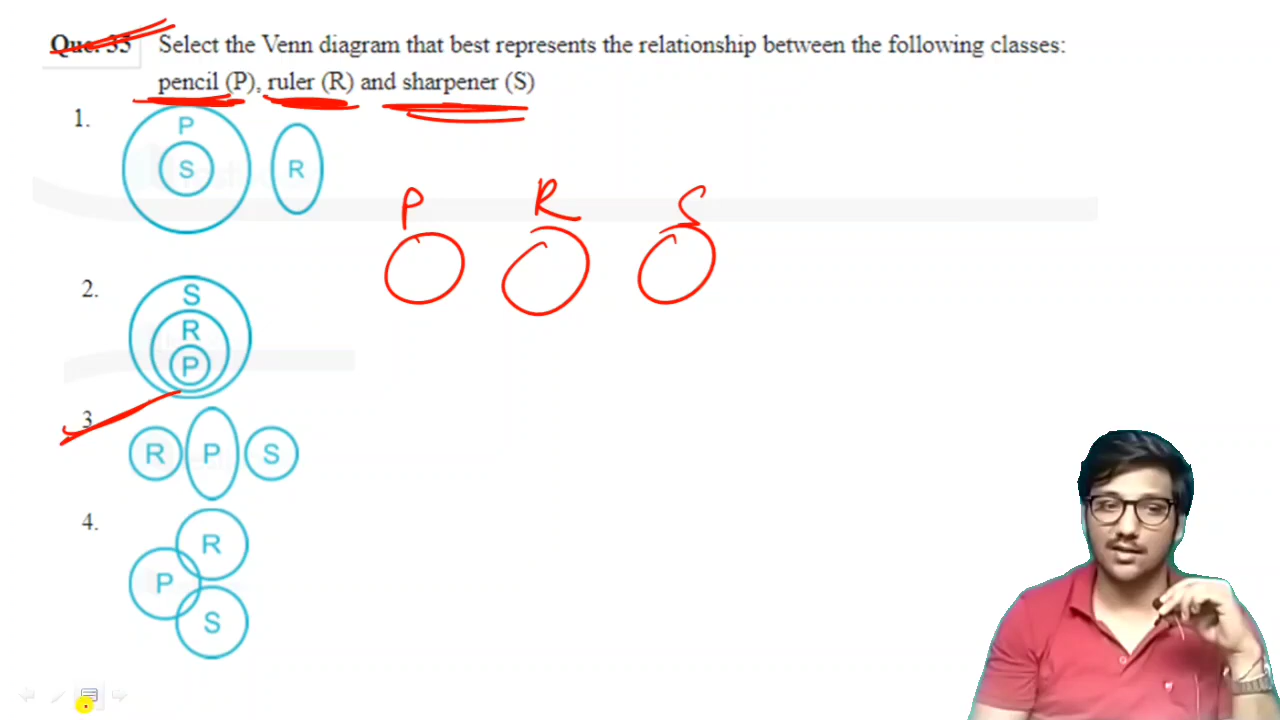 Que. 35 Select the Venn diagram that best represents the relationship between the following classes:
pencil (P), ruler (R) and sharpener (S)
1.
P
S
R
P R S
2.
S
R
P
3
R P S
4.
R
P
S